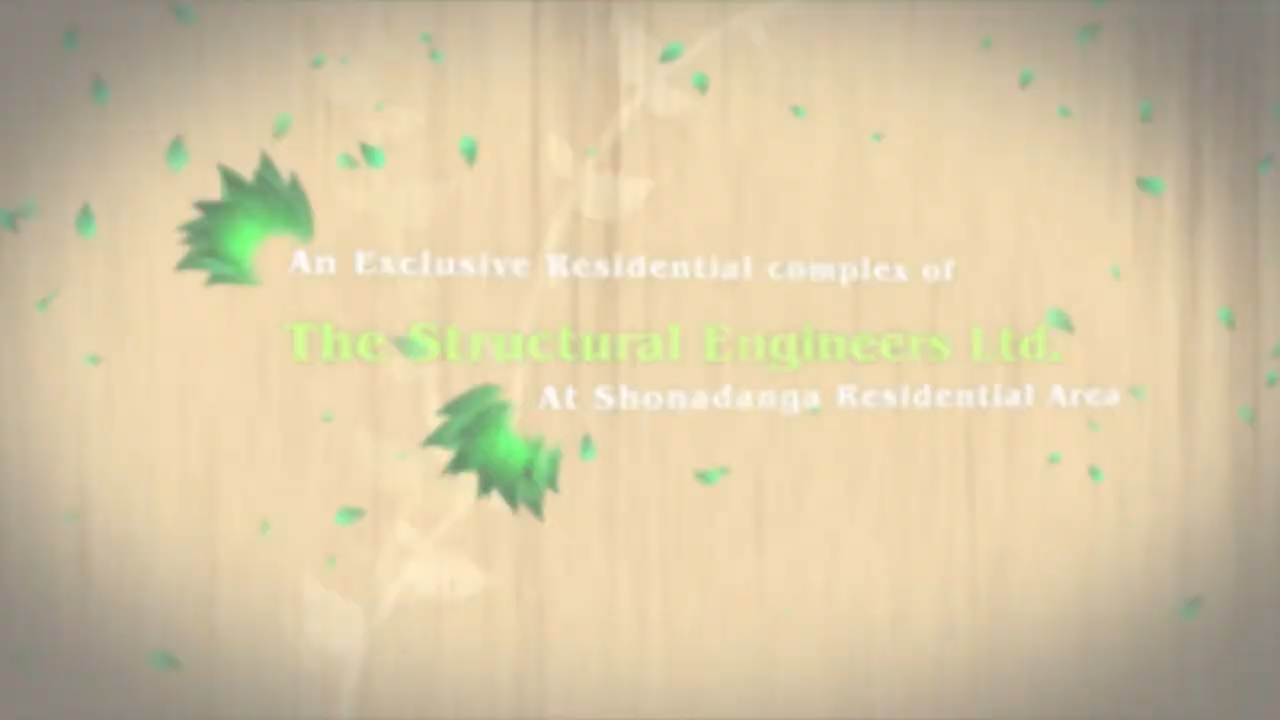 An Exclusive Residential complex of
The Structural Engineers Ltd.
At Shonadanga Residential Area